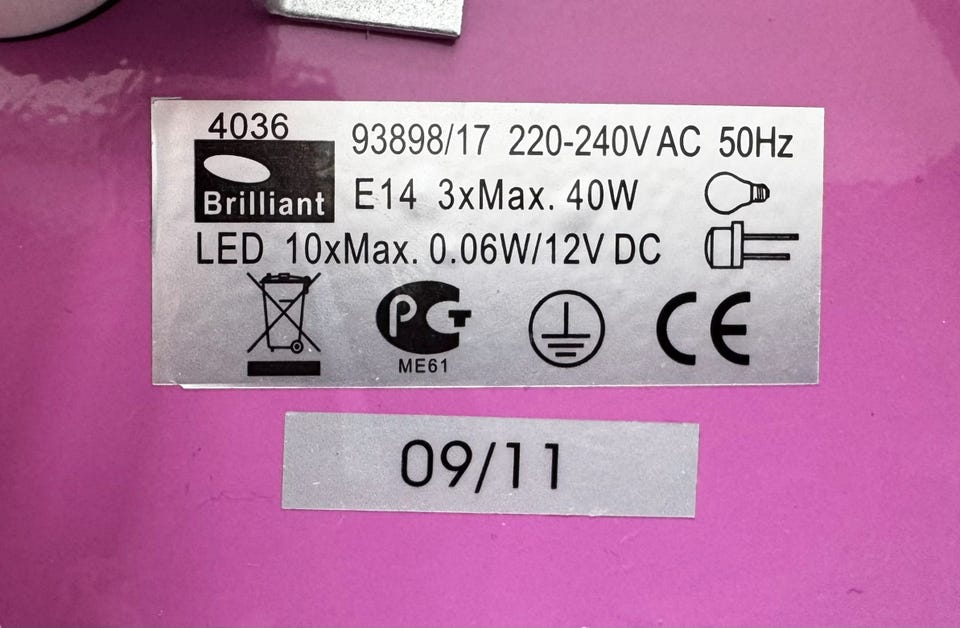 4036
Brilliant
93898/17 220-240V AC 50Hz
E14 3xMax. 40W
LED 10xMax. 0.06W/12V DC
PG
ME61
CE
09/11